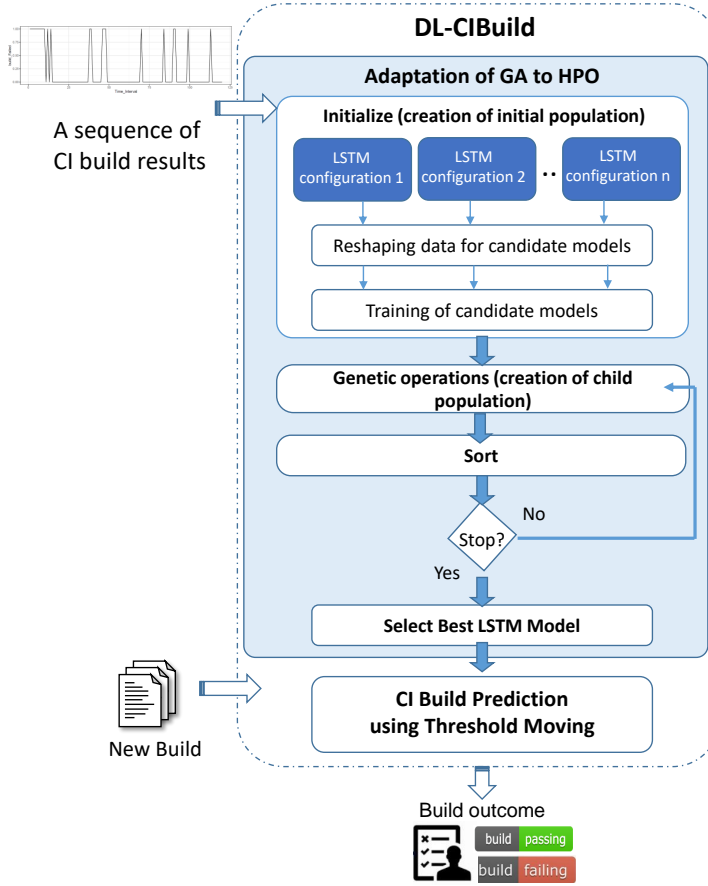 DL-CIBuild
Adaptation of GA to HPO
A sequence of
CI build results
Time_Interval
Initialize (creation of initial population)
LSTM
configuration 1
LSTM
configuration 2
..
LSTM
configuration n
Reshaping data for candidate models
Training of candidate models
Genetic operations (creation of child
population)
Sort
Stop?
No
Yes
Select Best LSTM Model
New Build
CI Build Prediction
using Threshold Moving
Build outcome
build passing
build failing